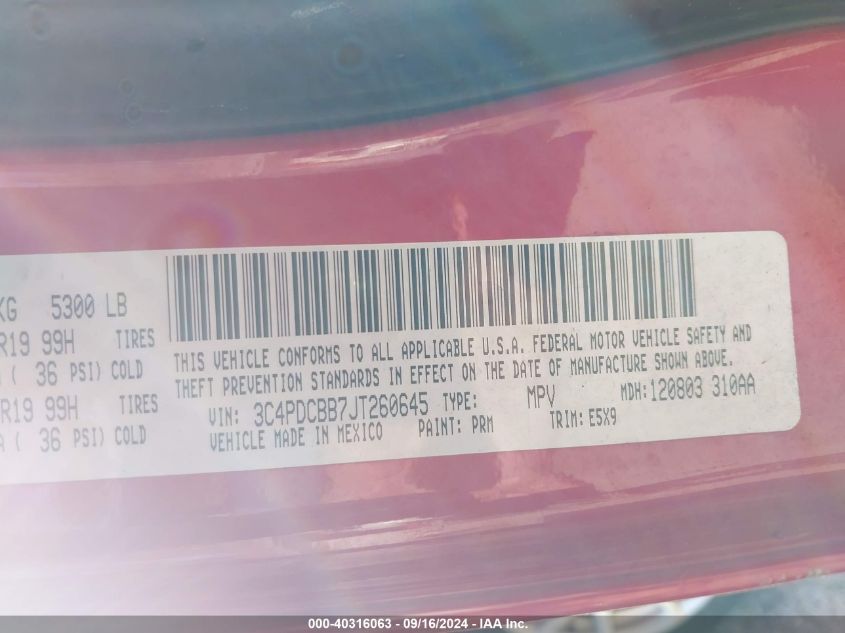 KG 5300 LB
R19 99H TIRES
( 36 PSI) COLD
R19 99H TIRES
( 36 PSI) COLD
THIS VEHICLE CONFORMS TO ALL APPLICABLE U.S.A. FEDERAL MOTOR VEHICLE SAFETY AND
THEFT PREVENTION STANDARDS IN EFFECT ON THE DATE OF MANUFACTURE SHOWN ABOVE.
VIN: 3C4PDCBB7JT260645 TYPE: MPV MDH: 120803 310AA
VEHICLE MADE IN MEXICO PAINT: PRM TRIM: E5X9
000-40316063 - 09/16/2024 - IAA Inc.